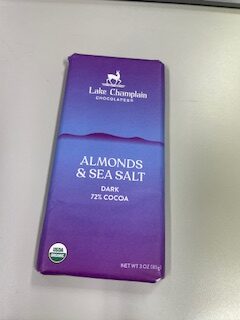 Lake Champlain
CHOCOLATES®
ALMONDS
& SEA SALT
DARK
72% COCOA
USDA
ORGANIC
NET WT 3 OZ (85g)